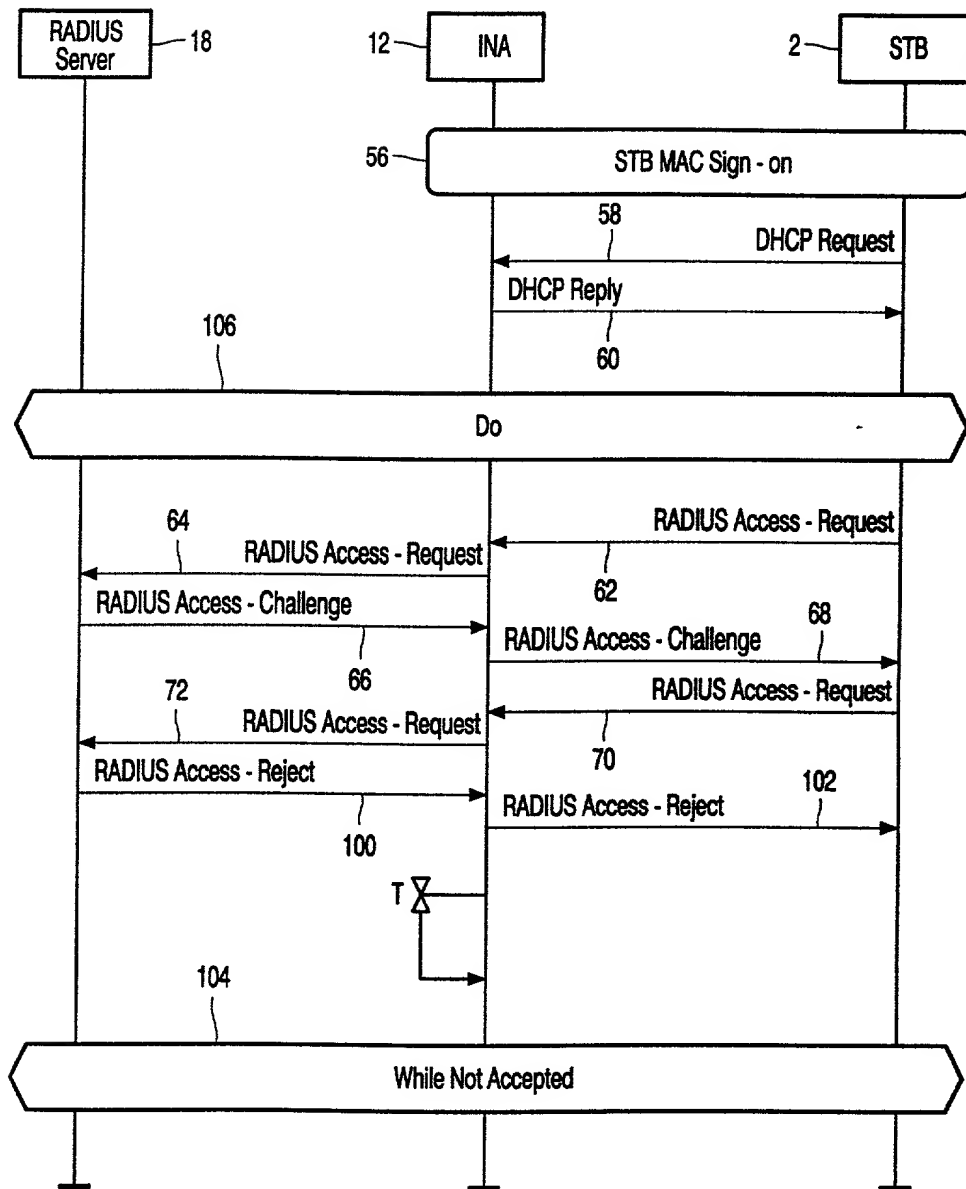 RADIUS
Server
18
12
INA
2
STB
56
STB MAC Sign - on
58
DHCP Request
DHCP Reply
60
106
Do
64
RADIUS Access - Request
RADIUS Access - Request
62
RADIUS Access - Challenge
68
RADIUS Access - Challenge
66
72
RADIUS Access - Request
RADIUS Access - Request
70
RADIUS Access - Reject
102
RADIUS Access - Reject
100
T
104
While Not Accepted